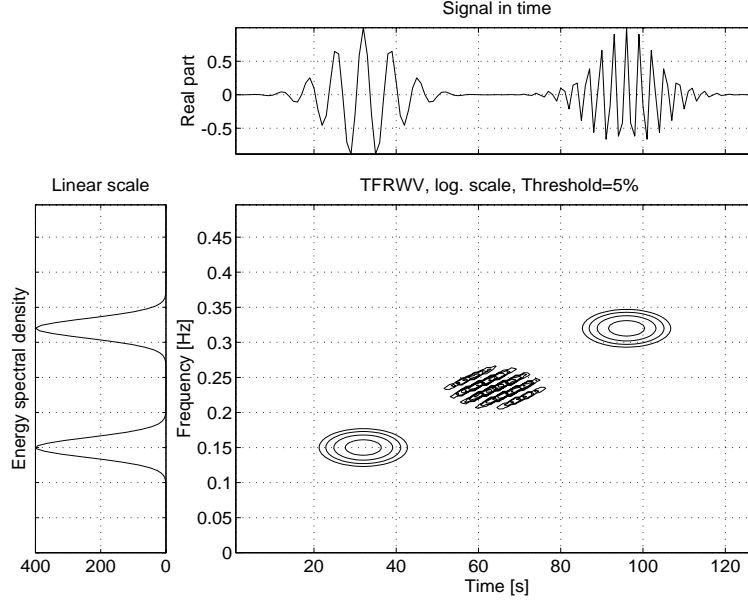 Signal in time
Real part
0.5
0
-0.5
Linear scale
TFRWV, log. scale, Threshold=5%
Energy spectral density
400 200 0
Frequency [Hz]
0.45
0.4
0.35
0.3
0.25
0.2
0.15
0.1
0.05
0
20 40 60 80 100 120
Time [s]